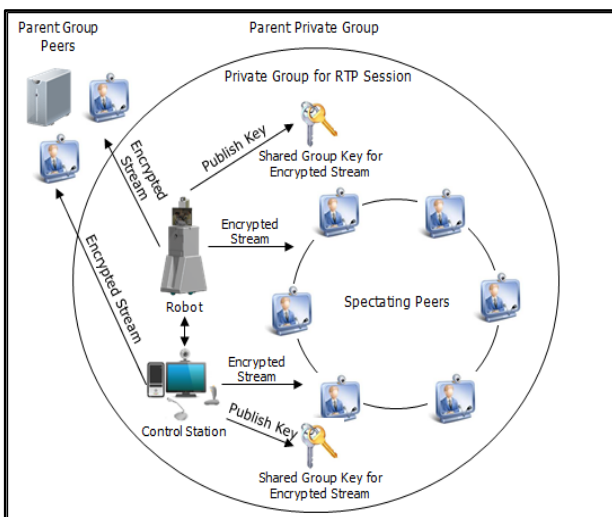 Parent Group
Peers
Parent Private Group
Private Group for RTP Session
Publish Key
Shared Group Key for
Encrypted Stream
Encrypted
Stream
Encrypted
Stream
Encrypted Stream
Robot
Spectating Peers
Encrypted
Stream
Control Station
Publish Key
Shared Group Key for
Encrypted Stream